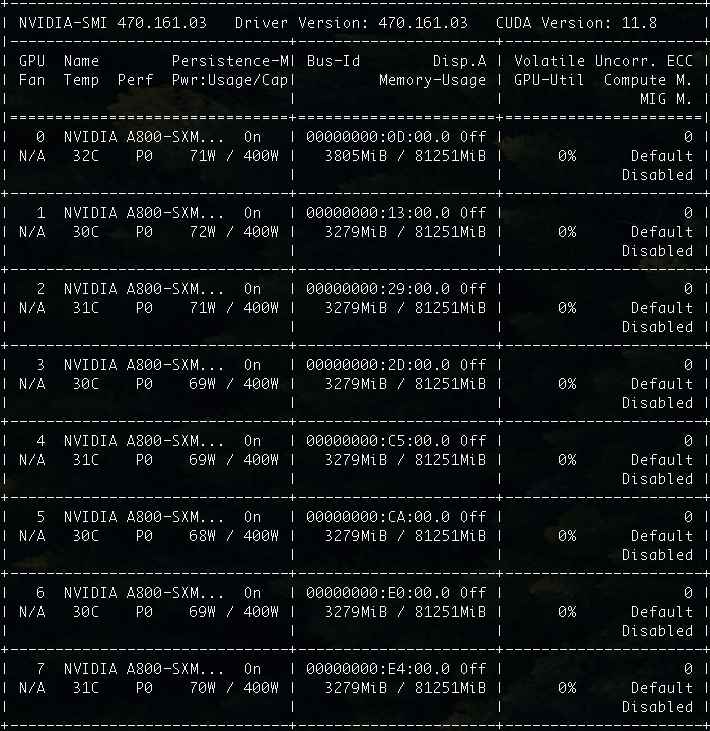 +-----------------------------------------------------------------------------+
| NVIDIA-SMI 470.161.03   Driver Version: 470.161.03   CUDA Version: 11.8     |
|-------------------------------+----------------------+----------------------+
| GPU  Name        Persistence-M| Bus-Id        Disp.A | Volatile Uncorr. ECC |
| Fan  Temp  Perf  Pwr:Usage/Cap|         Memory-Usage | GPU-Util  Compute M. |
|                               |                      |               MIG M. |
|===============================+======================+======================|
|   0  NVIDIA A800-SXM...  On   | 00000000:0D:00.0 Off |                    0 |
| N/A   32C    P0    71W / 400W |   3805MiB / 81251MiB |      0%      Default |
|                               |                      |             Disabled |
+-------------------------------+----------------------+----------------------+
|   1  NVIDIA A800-SXM...  On   | 00000000:13:00.0 Off |                    0 |
| N/A   30C    P0    72W / 400W |   3279MiB / 81251MiB |      0%      Default |
|                               |                      |             Disabled |
+-------------------------------+----------------------+----------------------+
|   2  NVIDIA A800-SXM...  On   | 00000000:29:00.0 Off |                    0 |
| N/A   31C    P0    71W / 400W |   3279MiB / 81251MiB |      0%      Default |
|                               |                      |             Disabled |
+-------------------------------+----------------------+----------------------+
|   3  NVIDIA A800-SXM...  On   | 00000000:2D:00.0 Off |                    0 |
| N/A   30C    P0    69W / 400W |   3279MiB / 81251MiB |      0%      Default |
|                               |                      |             Disabled |
+-------------------------------+----------------------+----------------------+
|   4  NVIDIA A800-SXM...  On   | 00000000:C5:00.0 Off |                    0 |
| N/A   31C    P0    69W / 400W |   3279MiB / 81251MiB |      0%      Default |
|                               |                      |             Disabled |
+-------------------------------+----------------------+----------------------+
|   5  NVIDIA A800-SXM...  On   | 00000000:CA:00.0 Off |                    0 |
| N/A   30C    P0    68W / 400W |   3279MiB / 81251MiB |      0%      Default |
|                               |                      |             Disabled |
+-------------------------------+----------------------+----------------------+
|   6  NVIDIA A800-SXM...  On   | 00000000:E0:00.0 Off |                    0 |
| N/A   30C    P0    69W / 400W |   3279MiB / 81251MiB |      0%      Default |
|                               |                      |             Disabled |
+-------------------------------+----------------------+----------------------+
|   7  NVIDIA A800-SXM...  On   | 00000000:E4:00.0 Off |                    0 |
| N/A   31C    P0    70W / 400W |   3279MiB / 81251MiB |      0%      Default |
|                               |                      |             Disabled |
+-------------------------------+----------------------+----------------------+